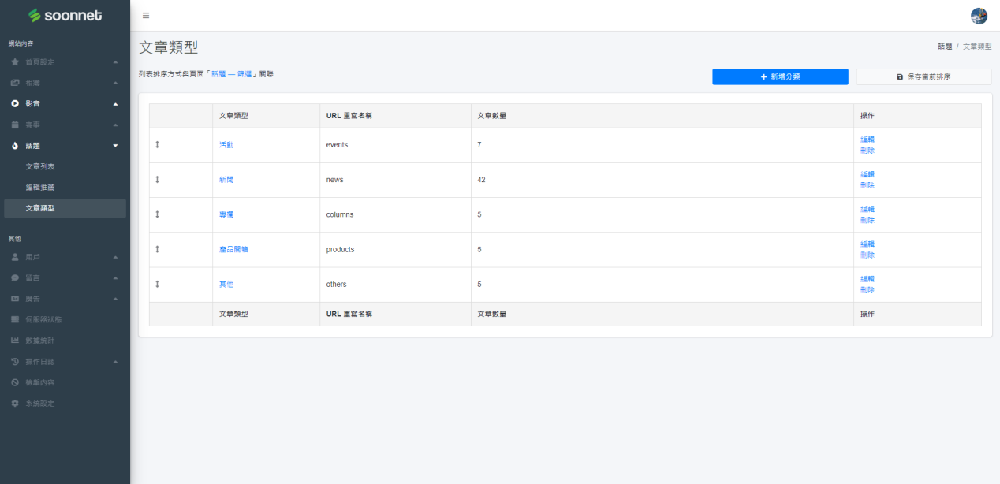 soonnet
網站內容
首頁設定
相簿
影音
賽事
話題
文章列表
編輯推薦
文章類型
其他
用戶
留言
廣告
伺服器狀態
數據統計
操作日誌
檢舉內容
系統設定
文章類型
話題 / 文章類型
列表排序方式與頁面「話題 — 篩選」關聯
新增分類
保存當前排序
文章類型 URL 重寫名稱 文章數量 操作
活動 events 7 編輯
刪除
新聞 news 42 編輯
刪除
專欄 columns 5 編輯
刪除
產品開箱 products 5 編輯
刪除
其他 others 5 編輯
刪除
文章類型 URL 重寫名稱 文章數量 操作